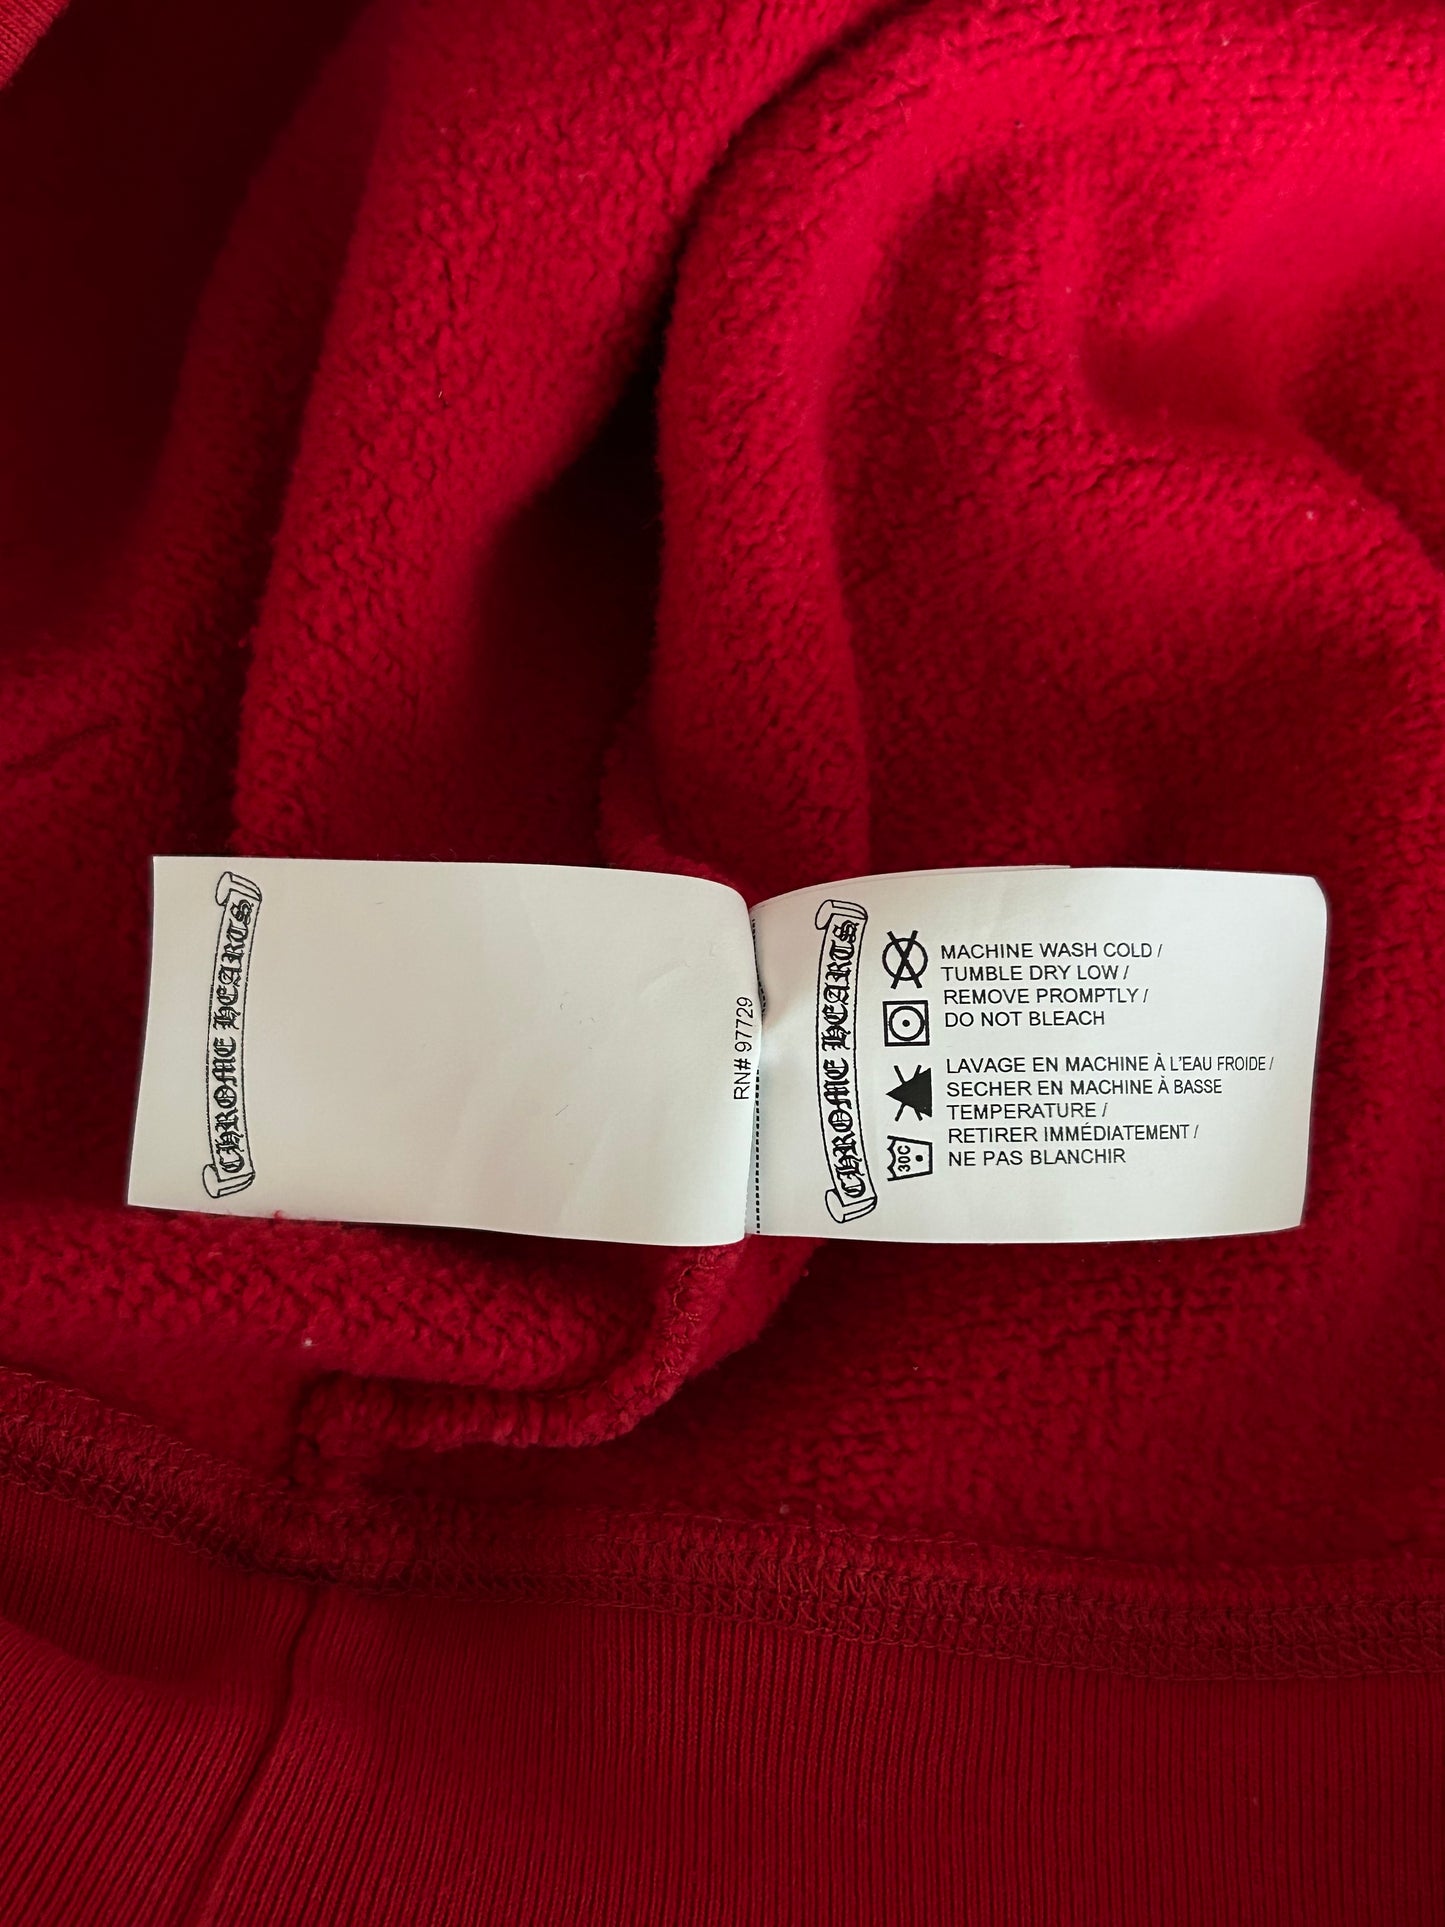 CHROME HEARTS
RN# 97729
CHROME HEARTS
MACHINE WASH COLD /
TUMBLE DRY LOW /
REMOVE PROMPTLY /
DO NOT BLEACH
LAVAGE EN MACHINE À L'EAU FROIDE /
SECHER EN MACHINE À BASSE
TEMPERATURE /
RETIRER IMMÉDIATEMENT /
NE PAS BLANCHIR
30C